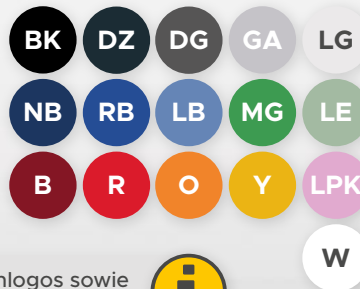 BK DZ DG GA LG
NB RB LB MG LE
B R O Y LPK
W
nlogos sowie